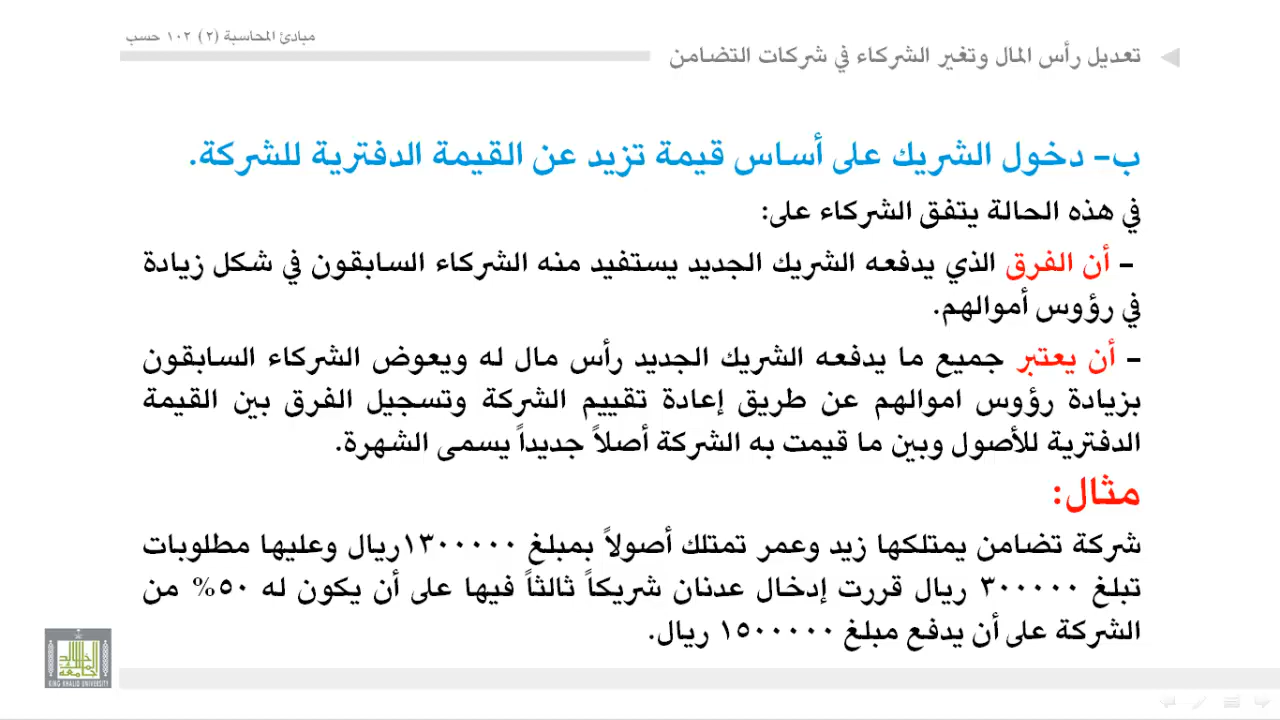 مبادئ المحاسبة (٢) ١٠٢ حسب
تعديل رأس المال وتغير الشركاء في شركات التضامن
ب- دخول الشريك على أساس قيمة تزيد عن القيمة الدفترية للشركة.
في هذه الحالة يتفق الشركاء على:
- أن الفرق الذي يدفعه الشريك الجديد يستفيد منه الشركاء السابقون في شكل زيادة
في رؤوس أموالهم.
- أن يعتبر جميع ما يدفعه الشريك الجديد رأس مال له ويعوض الشركاء السابقون
بزيادة رؤوس اموالهم عن طريق إعادة تقييم الشركة وتسجيل الفرق بين القيمة
الدفترية للأصول وبين ما قيمت به الشركة أصلاً جديداً يسمى الشهرة.
مثال:
شركة تضامن يمتلكها زيد وعمر تمتلك أصولاً بمبلغ ١٣٠٠٠٠٠ريال وعليها مطلوبات
تبلغ ٣٠٠٠٠٠ ريال قررت إدخال عدنان شريكاً ثالثاً فيها على أن يكون له ٥٠% من
الشركة على أن يدفع مبلغ ١٥٠٠٠٠٠ ريال.
KING KHALID UNIVERSITY